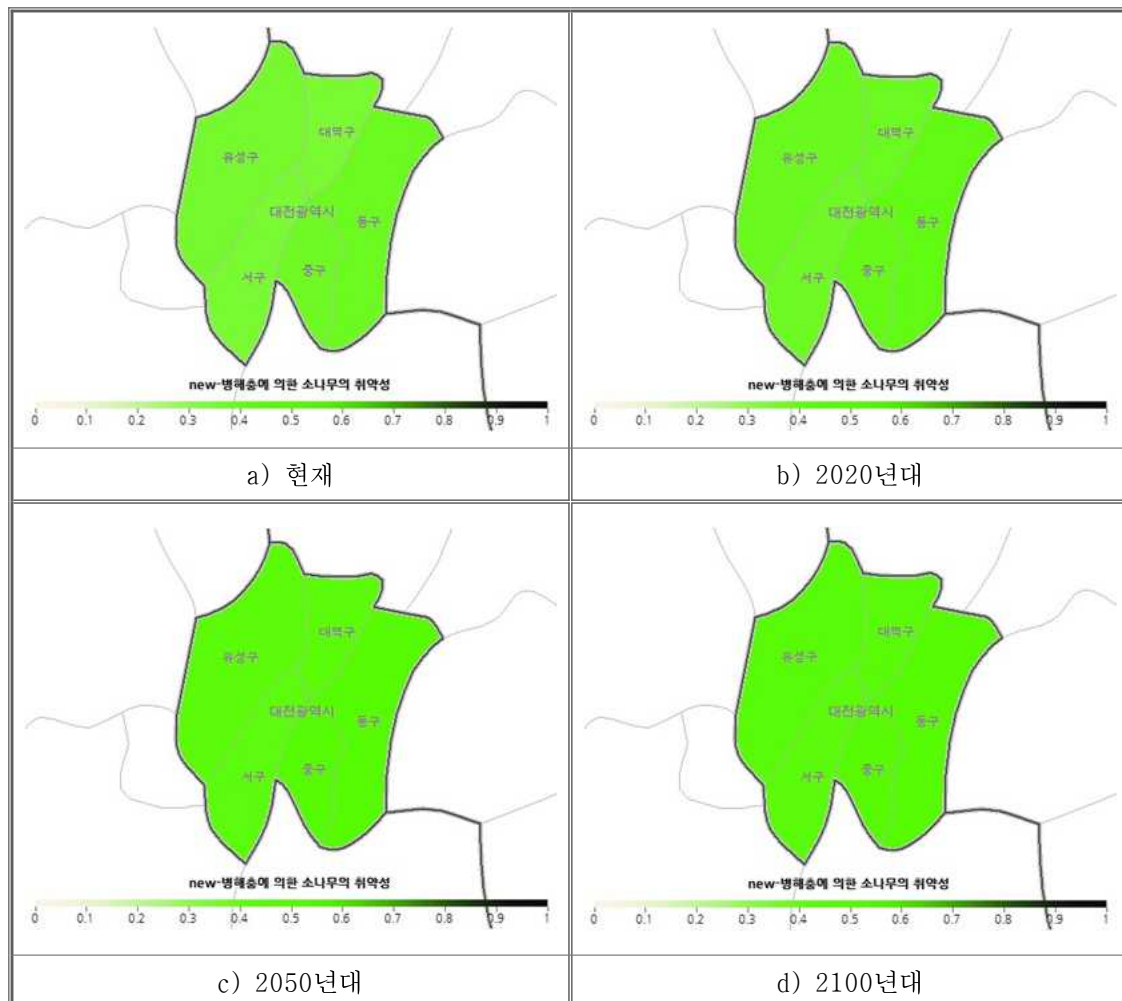 대덕구
유성구
대전광역시
동구
서구
중구
new-병해충에 의한 소나무의 취약성
0 0.1 0.2 0.3 0.4 0.5 0.6 0.7 0.8 0.9 1
a) 현재
대덕구
유성구
대전광역시
동구
서구
중구
new-병해충에 의한 소나무의 취약성
0 0.1 0.2 0.3 0.4 0.5 0.6 0.7 0.8 0.9 1
b) 2020년대
대덕구
유성구
대전광역시
동구
서구
중구
new-병해충에 의한 소나무의 취약성
0 0.1 0.2 0.3 0.4 0.5 0.6 0.7 0.8 0.9 1
c) 2050년대
대덕구
유성구
대전광역시
동구
서구
중구
new-병해충에 의한 소나무의 취약성
0 0.1 0.2 0.3 0.4 0.5 0.6 0.7 0.8 0.9 1
d) 2100년대